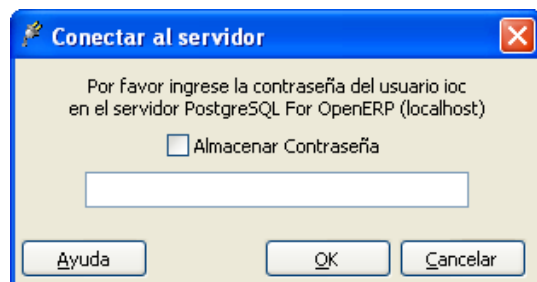 Conectar al servidor
Por favor ingrese la contraseña del usuario ioc
en el servidor PostgreSQL For OpenERP (localhost)
Almacenar Contraseña
Ayuda
OK
Cancelar